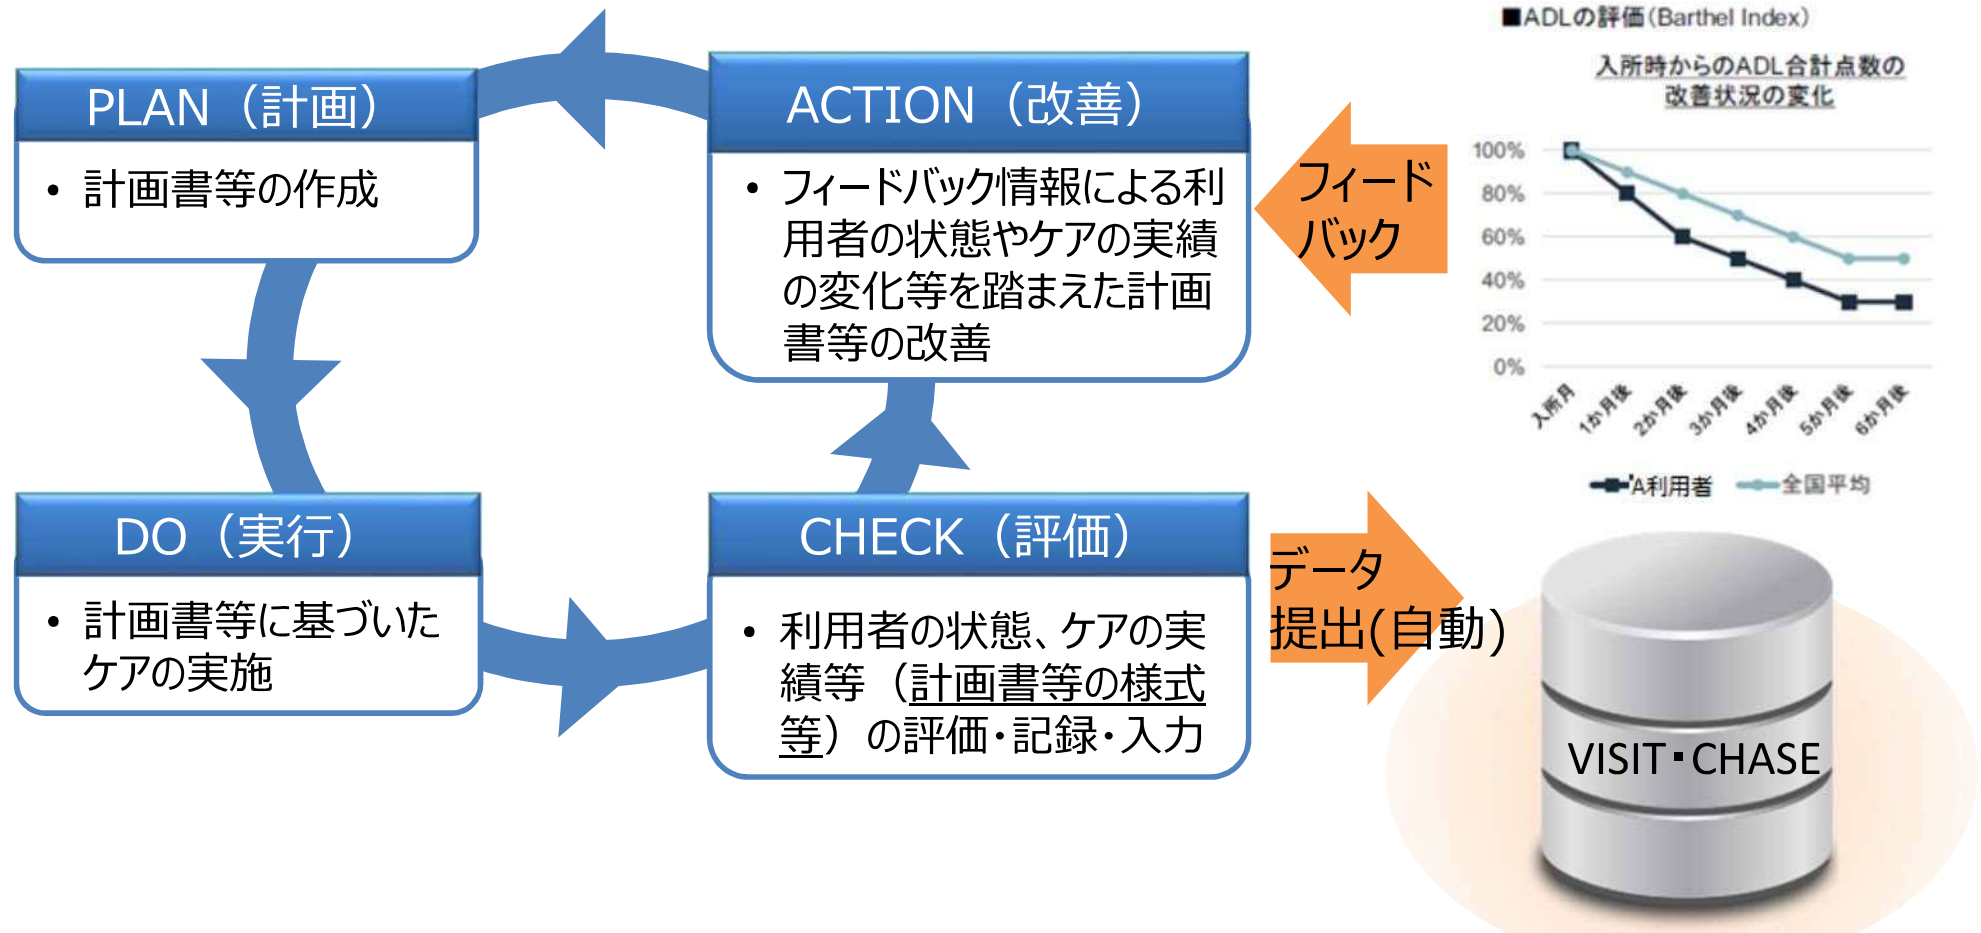 PLAN（計画）
• 計画書等の作成
ACTION（改善）
• フィードバック情報による利
用者の状態やケアの実績
の変化等を踏まえた計画
書等の改善
フィード
バック
■ADLの評価(Barthel Index)
入所時からのADL合計点数の
改善状況の変化
100%
80%
60%
40%
20%
0%
入所月
1か月後
2か月後
3か月後
4か月後
5か月後
6か月後
A利用者
全国平均
DO（実行）
• 計画書等に基づいた
ケアの実施
CHECK（評価）
• 利用者の状態、ケアの実
績等（計画書等の様式
等）の評価・記録・入力
データ
提出(自動)
VISIT・CHASE